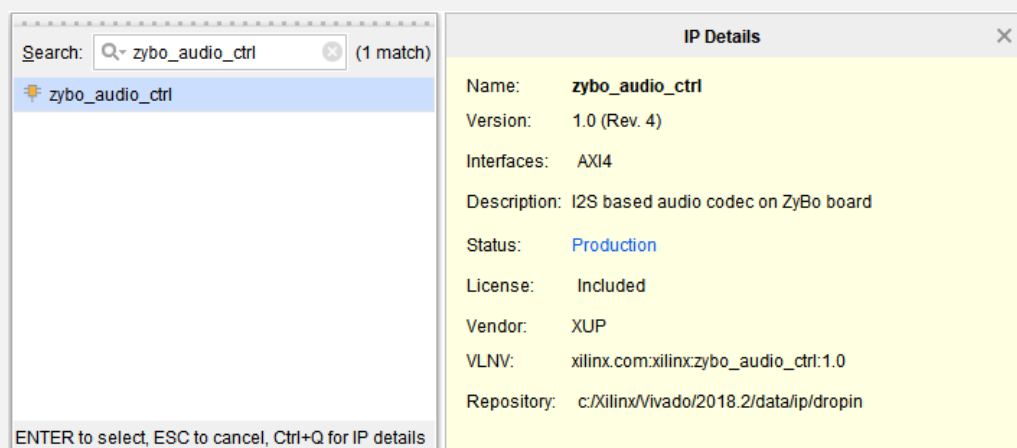 Search: zybo_audio_ctrl (1 match)
zybo_audio_ctrl
ENTER to select, ESC to cancel, Ctrl+Q for IP details
IP Details
Name: zybo_audio_ctrl
Version: 1.0 (Rev. 4)
Interfaces: AXI4
Description: I2S based audio codec on ZyBo board
Status: Production
License: Included
Vendor: XUP
VLNV: xilinx.com:xilinx:zybo_audio_ctrl:1.0
Repository: c:/Xilinx/Vivado/2018.2/data/ip/dropin